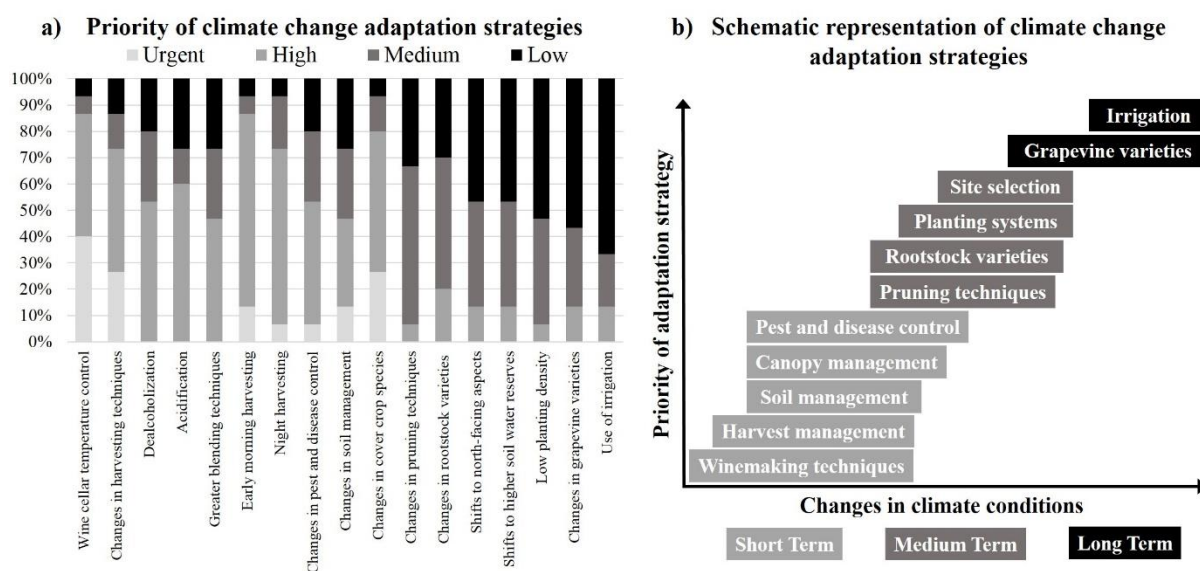 a) Priority of climate change adaptation strategies
Urgent High Medium Low
100%
90%
80%
70%
60%
50%
40%
30%
20%
10%
0%
Wine cellar temperature control
Changes in harvesting techniques
Dealcoholization
Acidification
Greater blending techniques
Early morning harvesting
Night harvesting
Changes in pest and disease control
Changes in soil management
Changes in cover crop species
Changes in pruning techniques
Changes in rootstock varieties
Shifts to north-facing aspects
Shifts to higher soil water reserves
Low planting density
Changes in grapevine varieties
Use of irrigation
b) Schematic representation of climate change
adaptation strategies
Priority of adaptation strategy
Irrigation
Grapevine varieties
Site selection
Planting systems
Rootstock varieties
Pruning techniques
Pest and disease control
Canopy management
Soil management
Harvest management
Winemaking techniques
Changes in climate conditions
Short Term Medium Term Long Term